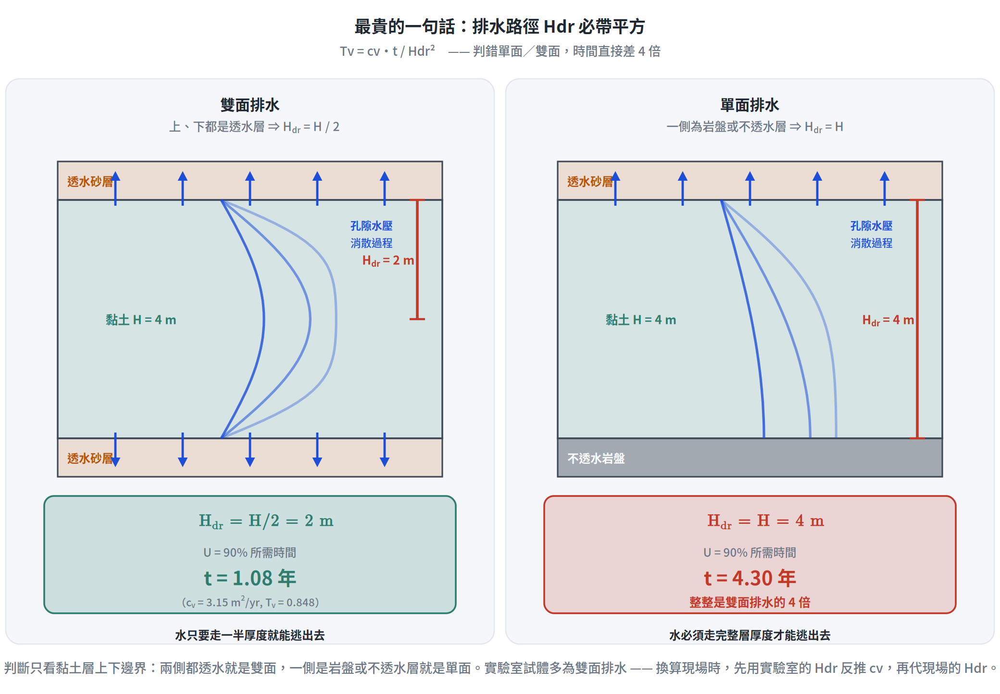 最貴的一句話：排水路徑 Hdr 必帶平方
Tv = cv·t / Hdr² —— 判錯單面／雙面，時間直接差 4 倍
雙面排水
上、下都是透水層 ⇒ Hdr = H / 2
透水砂層
孔隙水壓
消散過程
Hdr = 2 m
黏土 H = 4 m
透水砂層
Hdr = H/2 = 2 m
U = 90% 所需時間
t = 1.08 年
（cv = 3.15 m²/yr, Tv = 0.848）
水只要走一半厚度就能逃出去
單面排水
一側為岩盤或不透水層 ⇒ Hdr = H
透水砂層
孔隙水壓
消散過程
黏土 H = 4 m
Hdr = 4 m
不透水岩盤
Hdr = H = 4 m
U = 90% 所需時間
t = 4.30 年
整整是雙面排水的 4 倍
水必須走完整層厚度才能逃出去
判斷只看黏土層上下邊界：兩側都透水就是雙面，一側是岩盤或不透水層就是單面。實驗室試體多為雙面排水 —— 換算現場時，先用實驗室的 Hdr 反推 cv，再代現場的 Hdr。